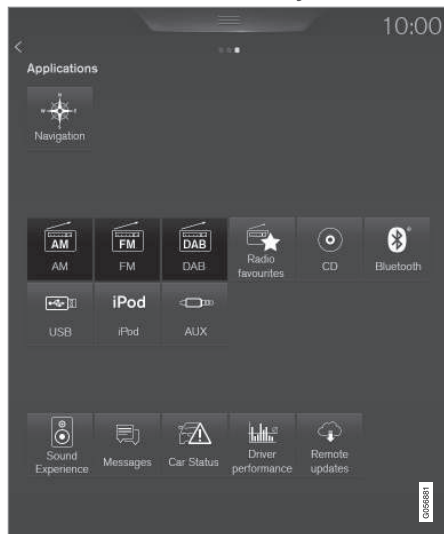 10:00
Applications
Navigation
AM FM DAB
AM FM DAB Radio favourites CD Bluetooth
iPod
USB iPod AUX
Sound Experience Messages Car Status Driver performance Remote updates
G056881